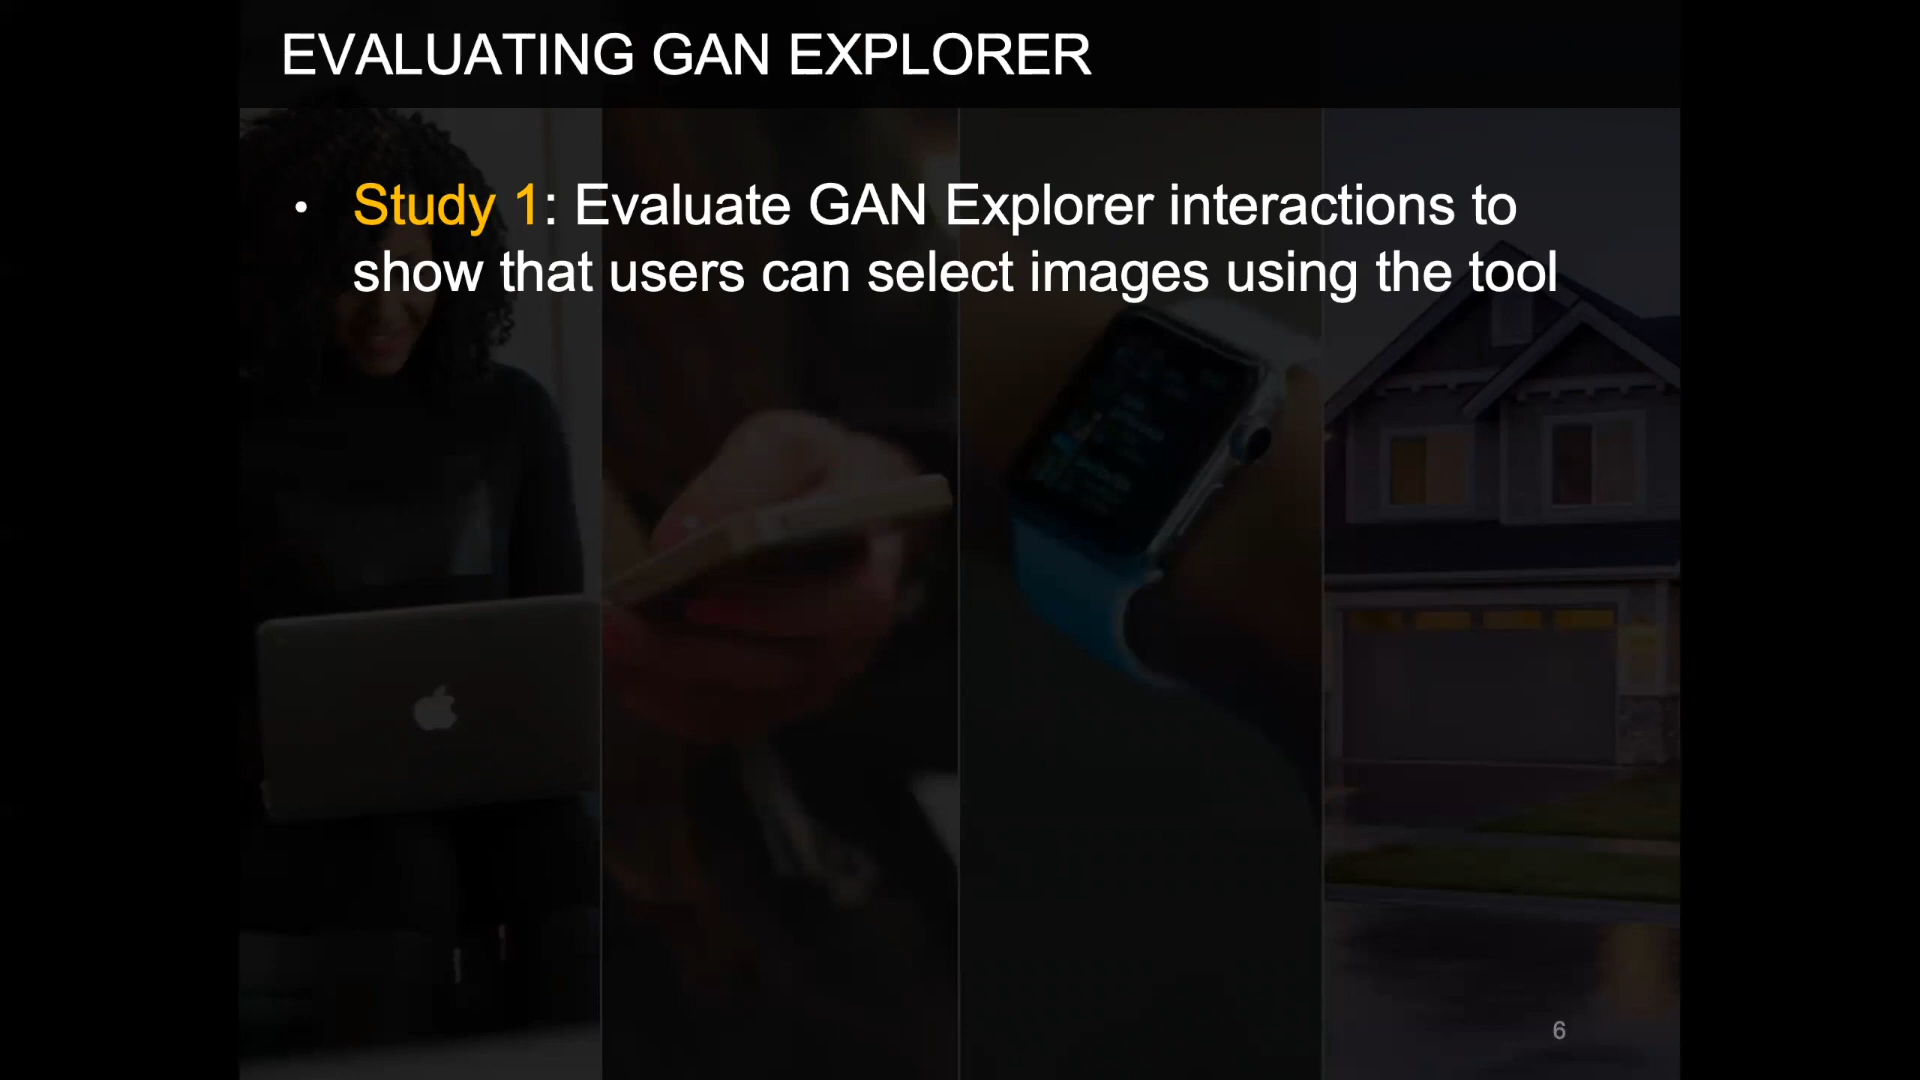 EVALUATING GAN EXPLORER
• Study 1: Evaluate GAN Explorer interactions to
show that users can select images using the tool
6